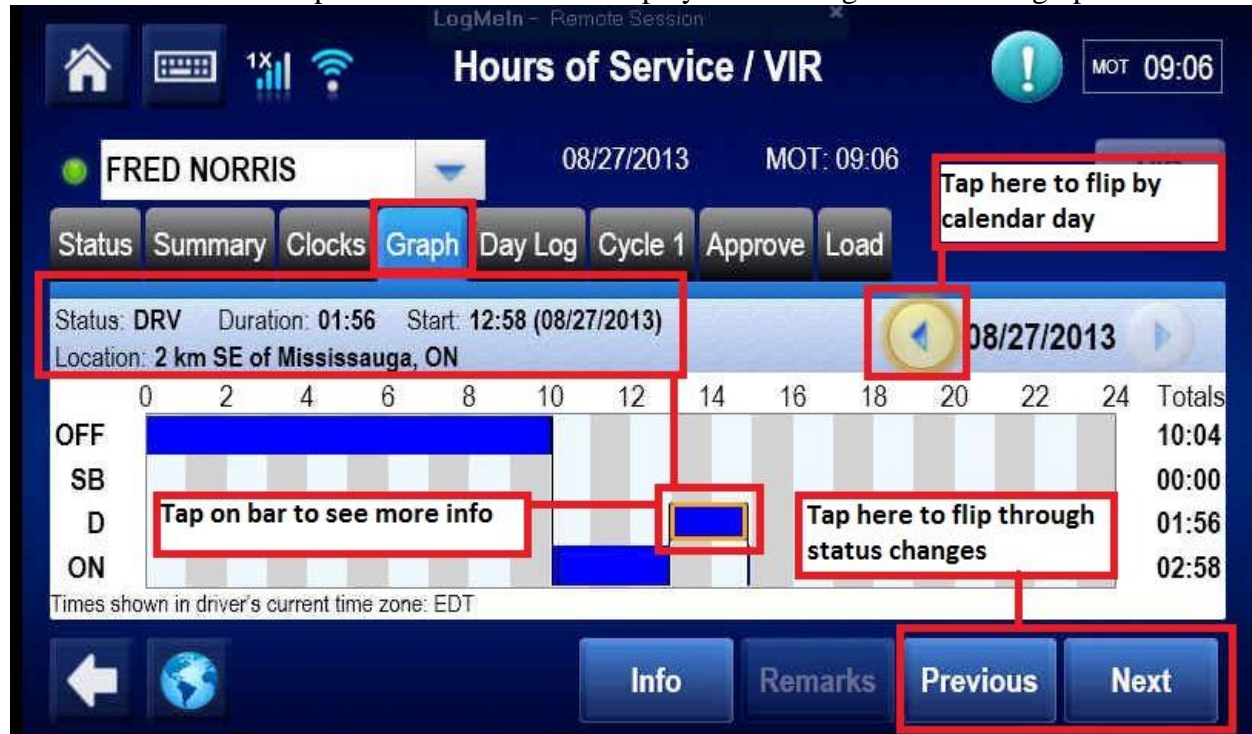 LogMeIn - Remote Session x
1X Hours of Service / VIR ! MOT 09:06
FRED NORRIS 08/27/2013 MOT: 09:06
Tap here to flip by
calendar day
Status Summary Clocks Graph Day Log Cycle 1 Approve Load
Status: DRV Duration: 01:56 Start: 12:58 (08/27/2013)
Location: 2 km SE of Mississauga, ON
08/27/2013
0 2 4 6 8 10 12 14 16 18 20 22 24 Totals
OFF 10:04
SB 00:00
Tap on bar to see more info
Tap here to flip through
status changes
D 01:56
ON 02:58
Times shown in driver's current time zone: EDT
Info Remarks Previous Next